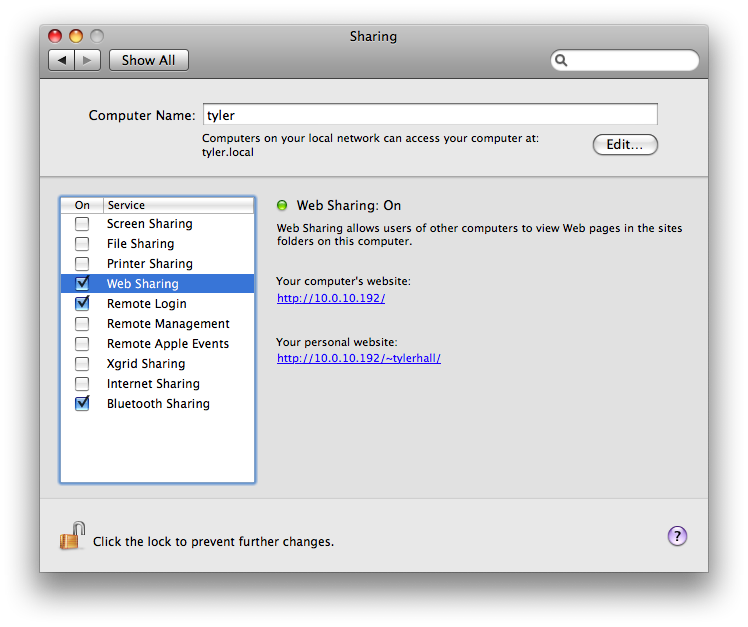 Sharing
Show All
Computer Name: tyler
Computers on your local network can access your computer at:
tyler.local
Edit...
On Service
Screen Sharing
File Sharing
Printer Sharing
Web Sharing
Remote Login
Remote Management
Remote Apple Events
Xgrid Sharing
Internet Sharing
Bluetooth Sharing
Web Sharing: On
Web Sharing allows users of other computers to view Web pages in the sites
folders on this computer.
Your computer's website:
http://10.0.10.192/
Your personal website:
http://10.0.10.192/~tylerhall/
Click the lock to prevent further changes.
?